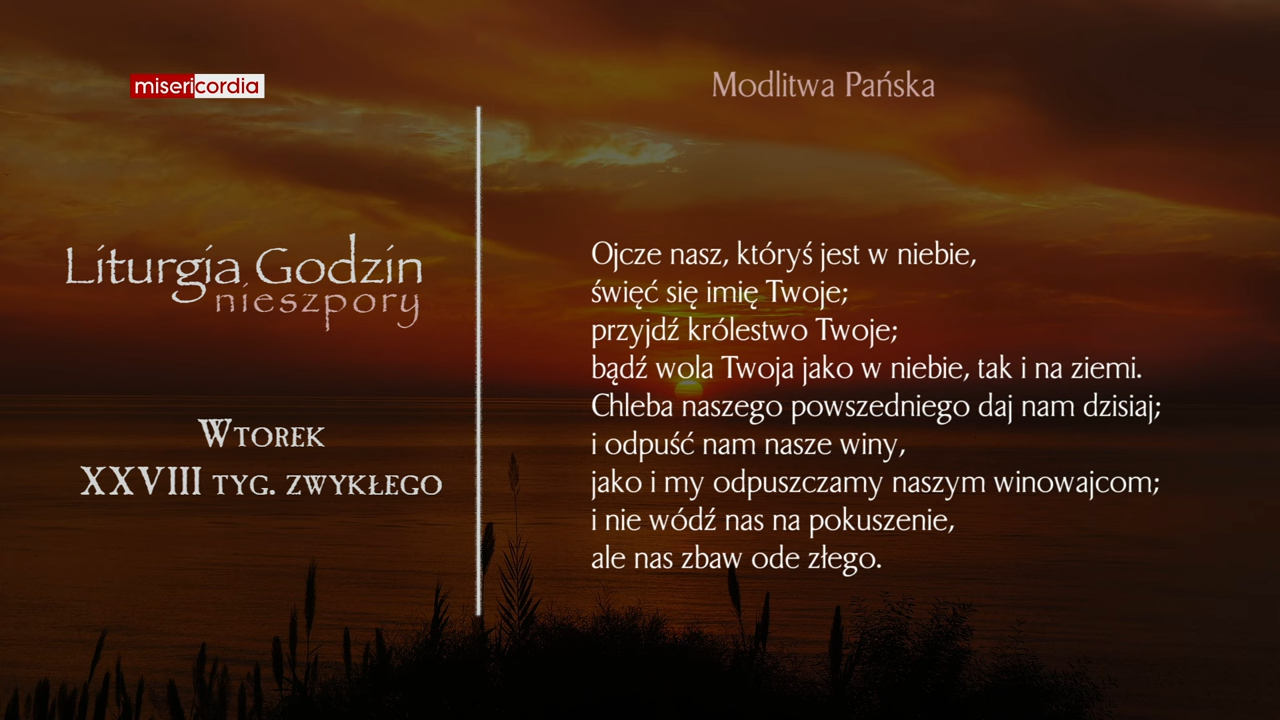 misericordia
Liturgia Godzin
nieszpory
Wtorek
XXVIII tyg. zwykłego
Modlitwa Pańska
Ojcze nasz, któryś jest w niebie,
święć się imię Twoje;
przyjdź królestwo Twoje;
bądź wola Twoja jako w niebie, tak i na ziemi.
Chleba naszego powszedniego daj nam dzisiaj;
i odpuść nam nasze winy,
jako i my odpuszczamy naszym winowajcom;
i nie wódź nas na pokuszenie,
ale nas zbaw ode złego.